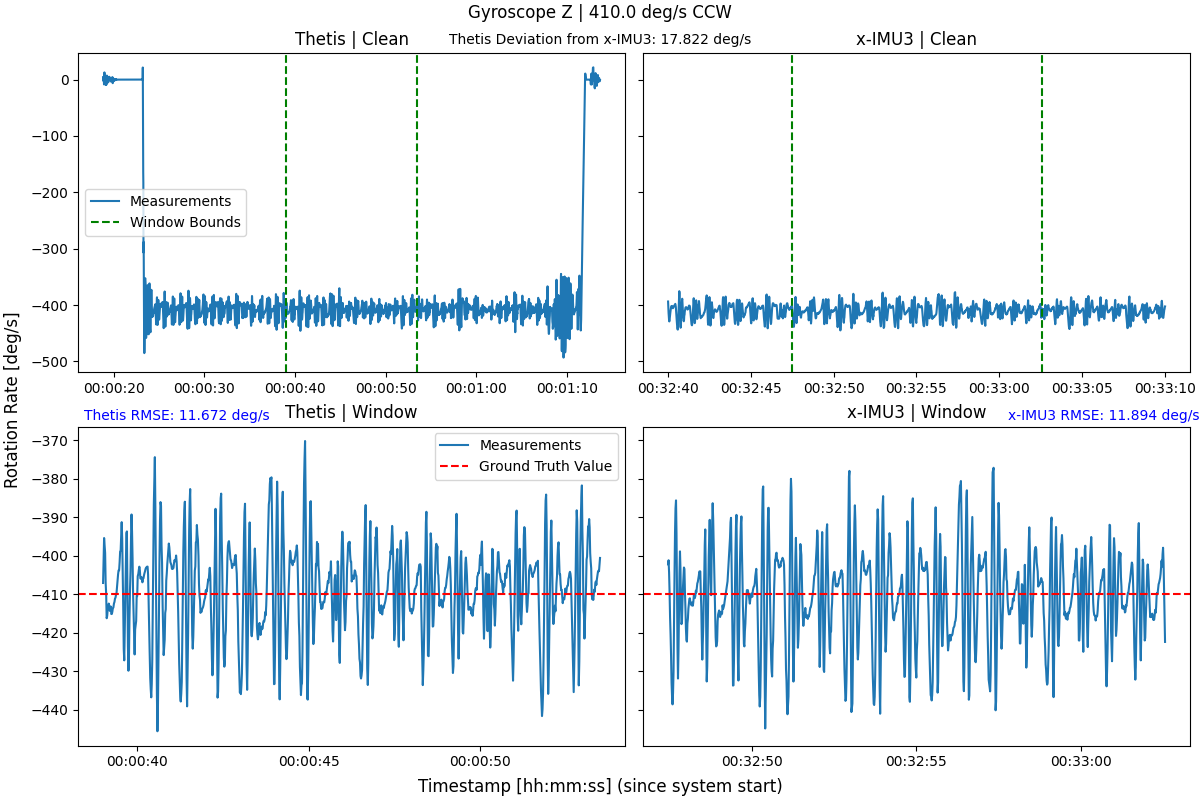 Gyroscope Z | 410.0 deg/s CCW
Thetis | Clean
Thetis Deviation from x-IMU3: 17.822 deg/s
x-IMU3 | Clean
0
−100
−200
−300
−400
−500
Measurements
Window Bounds
00:00:20
00:00:30
00:00:40
00:00:50
00:01:00
00:01:10
00:32:40
00:32:45
00:32:50
00:32:55
00:33:00
00:33:05
00:33:10
Rotation Rate [deg/s]
Thetis RMSE: 11.672 deg/s
Thetis | Window
x-IMU3 | Window
x-IMU3 RMSE: 11.894 deg/s
−370
−380
−390
−400
−410
−420
−430
−440
Measurements
Ground Truth Value
00:00:40
00:00:45
00:00:50
00:32:50
00:32:55
00:33:00
Timestamp [hh:mm:ss] (since system start)